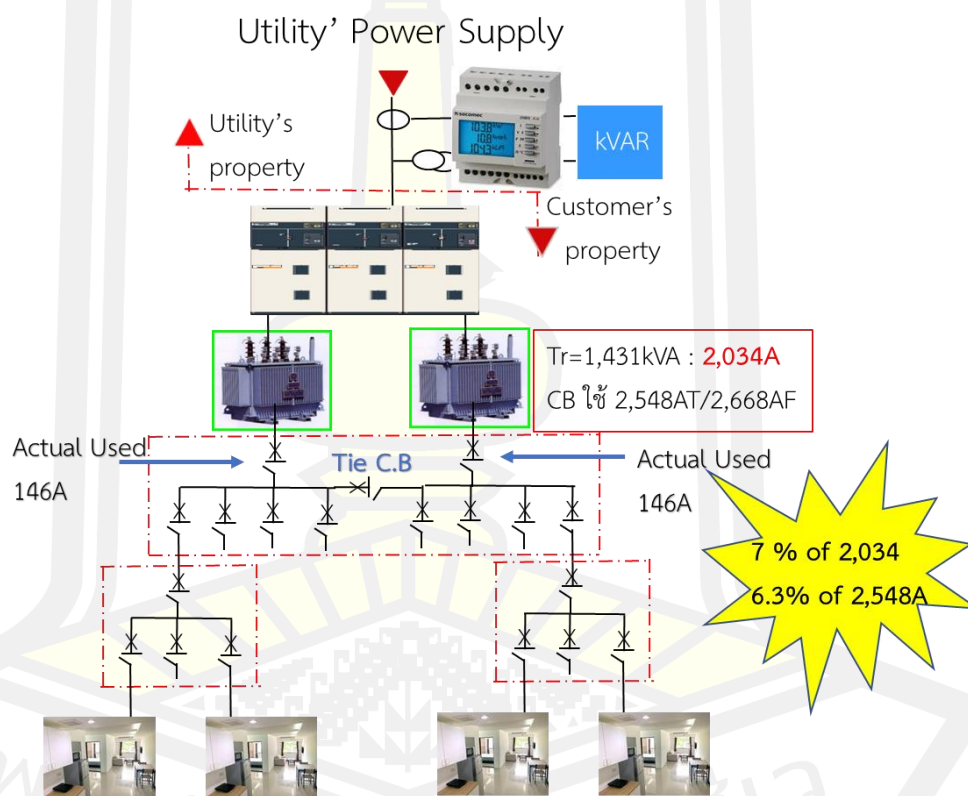 Utility' Power Supply
Utility's
property
kVAR
Customer's
property
Tr=1,431kVA : 2,034A
CB ใช้ 2,548AT/2,668AF
Actual Used
146A
Tie C.B
Actual Used
146A
7 % of 2,034
6.3% of 2,548A